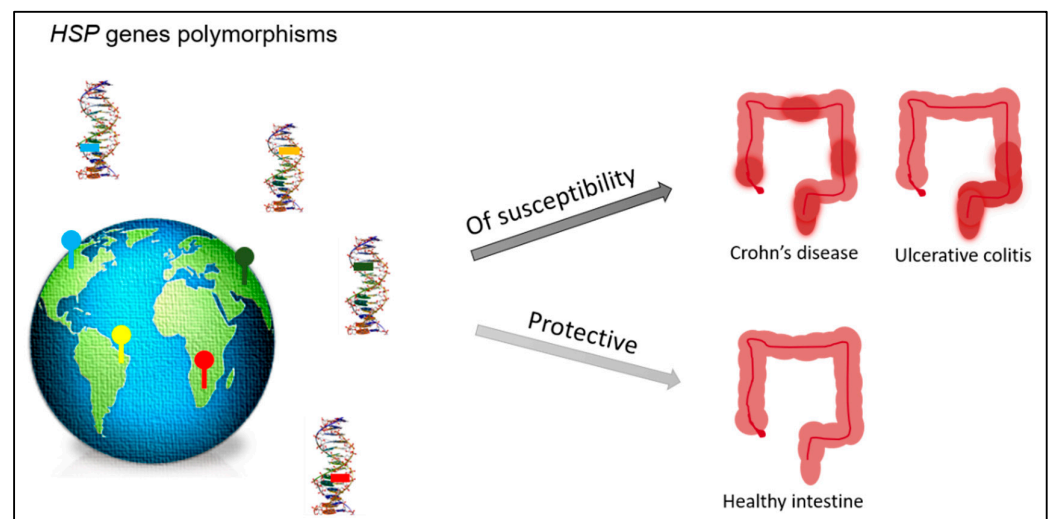 HSP genes polymorphisms
Of susceptibility
Crohn's disease
Ulcerative colitis
Protective
Healthy intestine